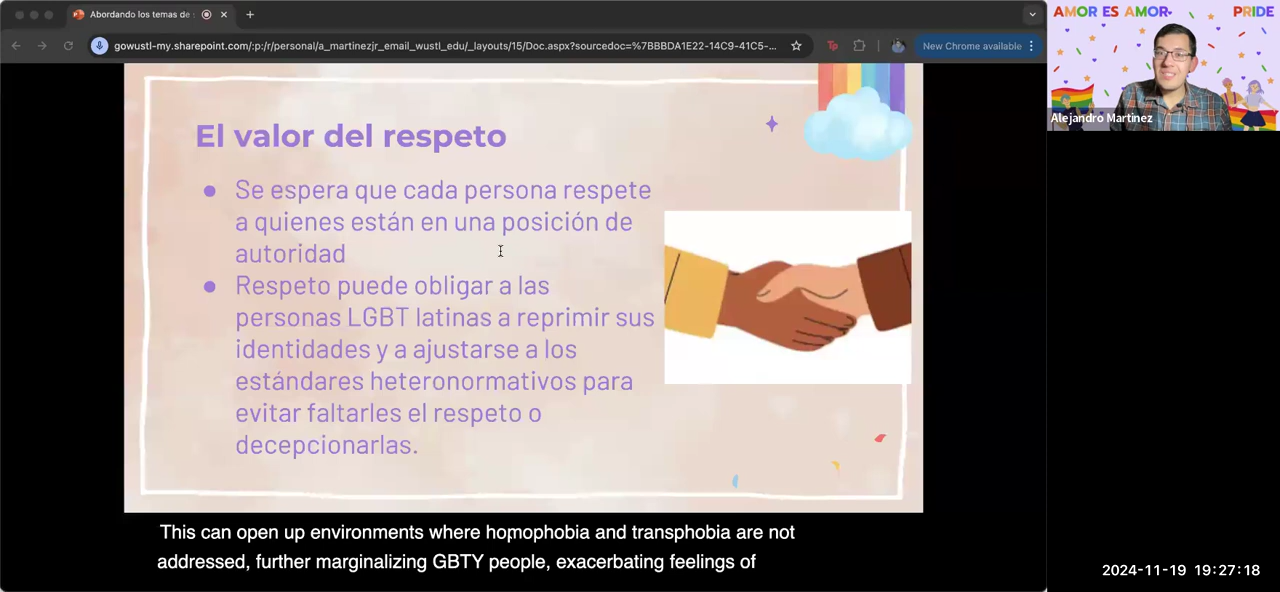 Abordando los temas de
gowustl-my.sharepoint.com/:p:/r/personal/a_martinezjr_email_wustl_edu/_layouts/15/Doc.aspx?sourcedoc=%7BBBDA1E22-14C9-41C5-...
New Chrome available
AMOR ES AMOR PRIDE
Alejandro Martinez
El valor del respeto
● Se espera que cada persona respete
a quienes están en una posición de
autoridad
● Respeto puede obligar a las
personas LGBT latinas a reprimir sus
identidades y a ajustarse a los
estándares heteronormativos para
evitar faltarles el respeto o
decepcionarlas.
This can open up environments where homophobia and transphobia are not
addressed, further marginalizing GBTY people, exacerbating feelings of
2024-11-19 19:27:18